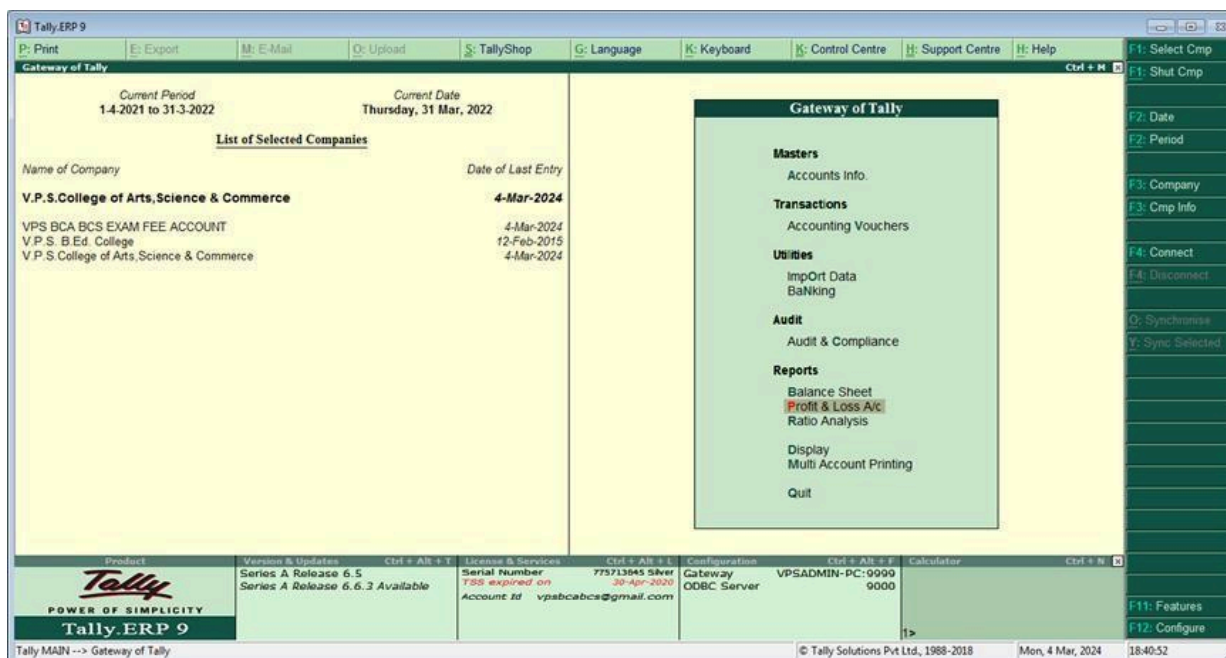 Tally.ERP 9
P: Print E: Export M: E-Mail O: Upload S: TallyShop G: Language K: Keyboard K: Control Centre H: Support Centre H: Help
Gateway of Tally Ctrl + M
Current Period Current Date
1-4-2021 to 31-3-2022 Thursday, 31 Mar, 2022
List of Selected Companies
Name of Company Date of Last Entry
V.P.S.College of Arts,Science & Commerce 4-Mar-2024
VPS BCA BCS EXAM FEE ACCOUNT 4-Mar-2024
V.P.S. B.Ed. College 12-Feb-2015
V.P.S.College of Arts,Science & Commerce 4-Mar-2024
Gateway of Tally
Masters
Accounts Info.
Transactions
Accounting Vouchers
Utilities
ImpOrt Data
BaNking
Audit
Audit & Compliance
Reports
Balance Sheet
Profit & Loss A/c
Ratio Analysis
Display
Multi Account Printing
Quit
F1: Select Cmp
F1: Shut Cmp
F2: Date
F2: Period
F3: Company
F3: Cmp Info
F4: Connect
F4: Disconnect
O: Synchronise
Y: Sync Selected
F11: Features
F12: Configure
Product
Tally
POWER OF SIMPLICITY
Tally.ERP 9
Version & Updates Ctrl + Alt + T
Series A Release 6.5
Series A Release 6.6.3 Available
License & Services Ctrl + Alt + L
Serial Number 775713645 Silver
TSS expired on 30-Apr-2020
Account Id vpsbcabcs@gmail.com
Configuration Ctrl + Alt + F
Gateway VPSADMIN-PC:9999
ODBC Server 9000
Calculator Ctrl + N
1>
Tally MAIN --> Gateway of Tally © Tally Solutions Pvt Ltd., 1988-2018 Mon, 4 Mar, 2024 18:40:52